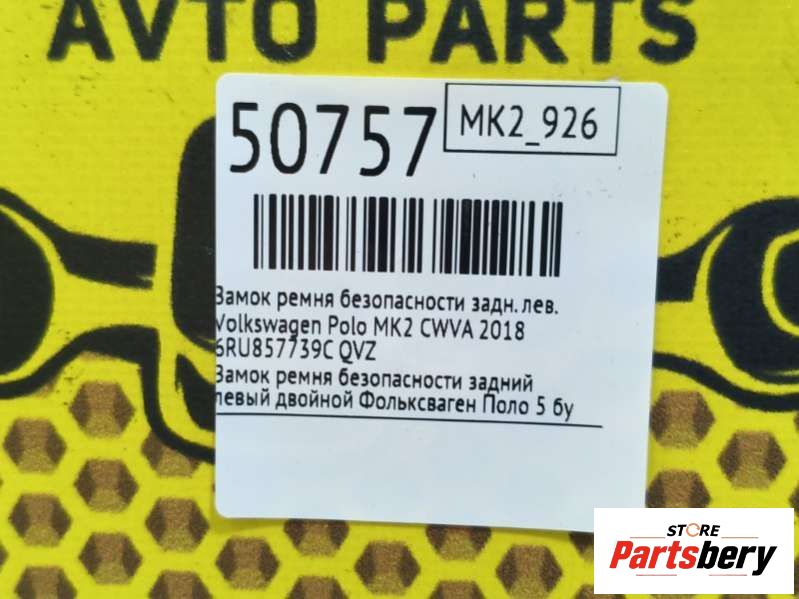 AVTO PARTS
50757
MK2_926
Замок ремня безопасности задн. лев.
Volkswagen Polo MK2 CWVA 2018
6RU857739C QVZ
Замок ремня безопасности задний
левый двойной Фольксваген Поло 5 бу
STORE
Partsbery